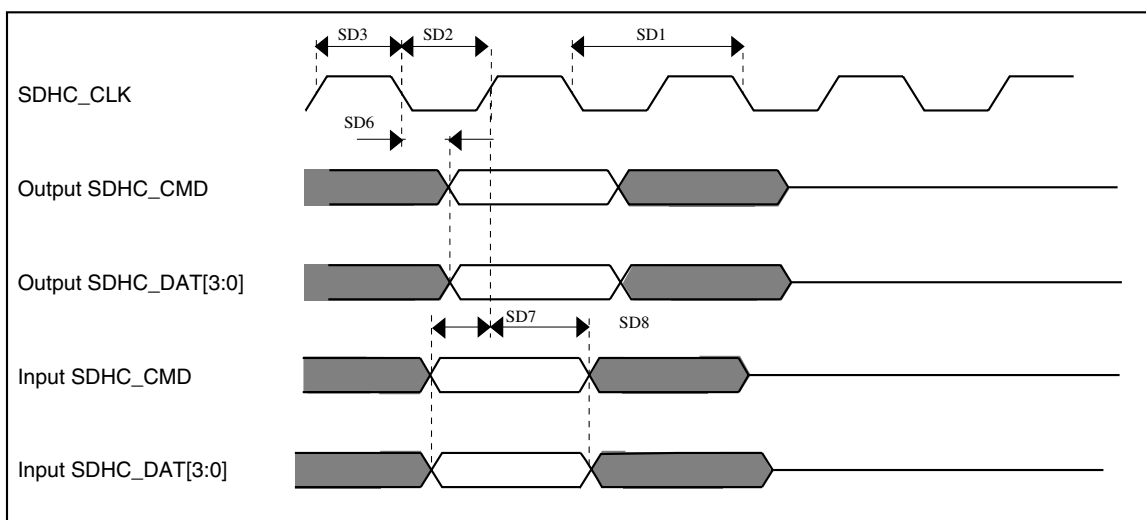 SD3 SD2 SD1
SDHC_CLK
SD6
Output SDHC_CMD
Output SDHC_DAT[3:0]
SD7 SD8
Input SDHC_CMD
Input SDHC_DAT[3:0]